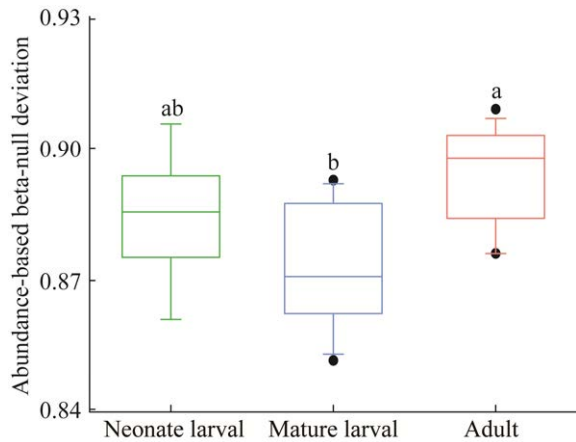 Abundance-based beta-null deviation
0.93
0.90
0.87
0.84
ab
b
a
Neonate larval
Mature larval
Adult